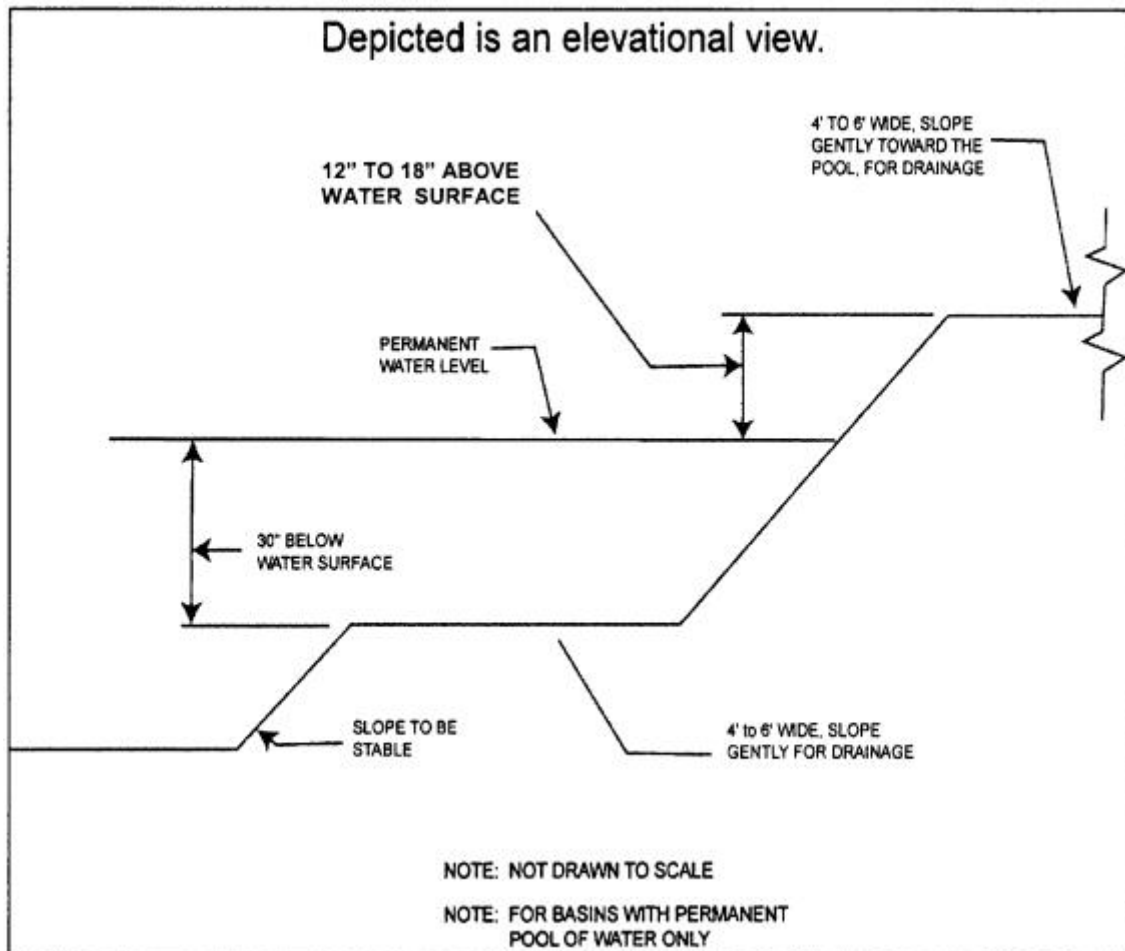 Depicted is an elevational view.
4' TO 6' WIDE, SLOPE
GENTLY TOWARD THE
POOL, FOR DRAINAGE
12” TO 18” ABOVE
WATER SURFACE
PERMANENT
WATER LEVEL
30" BELOW
WATER SURFACE
SLOPE TO BE
STABLE
4' to 6' WIDE, SLOPE
GENTLY FOR DRAINAGE
NOTE: NOT DRAWN TO SCALE
NOTE: FOR BASINS WITH PERMANENT
POOL OF WATER ONLY